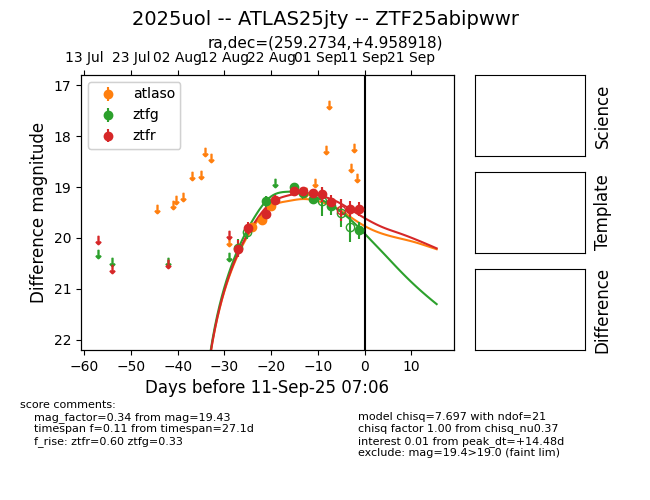 2025uol -- ATLAS25jty -- ZTF25abipwwr
ra,dec=(259.2734,+4.958918)
13 Jul 23 Jul 02 Aug 12 Aug 22 Aug 01 Sep 11 Sep 21 Sep
atlaso
ztfg
ztfr
17
18
19
20
21
22
Difference magnitude
−60 −50 −40 −30 −20 −10 0 10
Days before 11-Sep-25 07:06
Science
Template
Difference
score comments:
mag_factor=0.34 from mag=19.43
timespan f=0.11 from timespan=27.1d
f_rise: ztfr=0.60 ztfg=0.33
model chisq=7.697 with ndof=21
chisq factor 1.00 from chisq_nu0.37
interest 0.01 from peak_dt=+14.48d
exclude: mag=19.4>19.0 (faint lim)